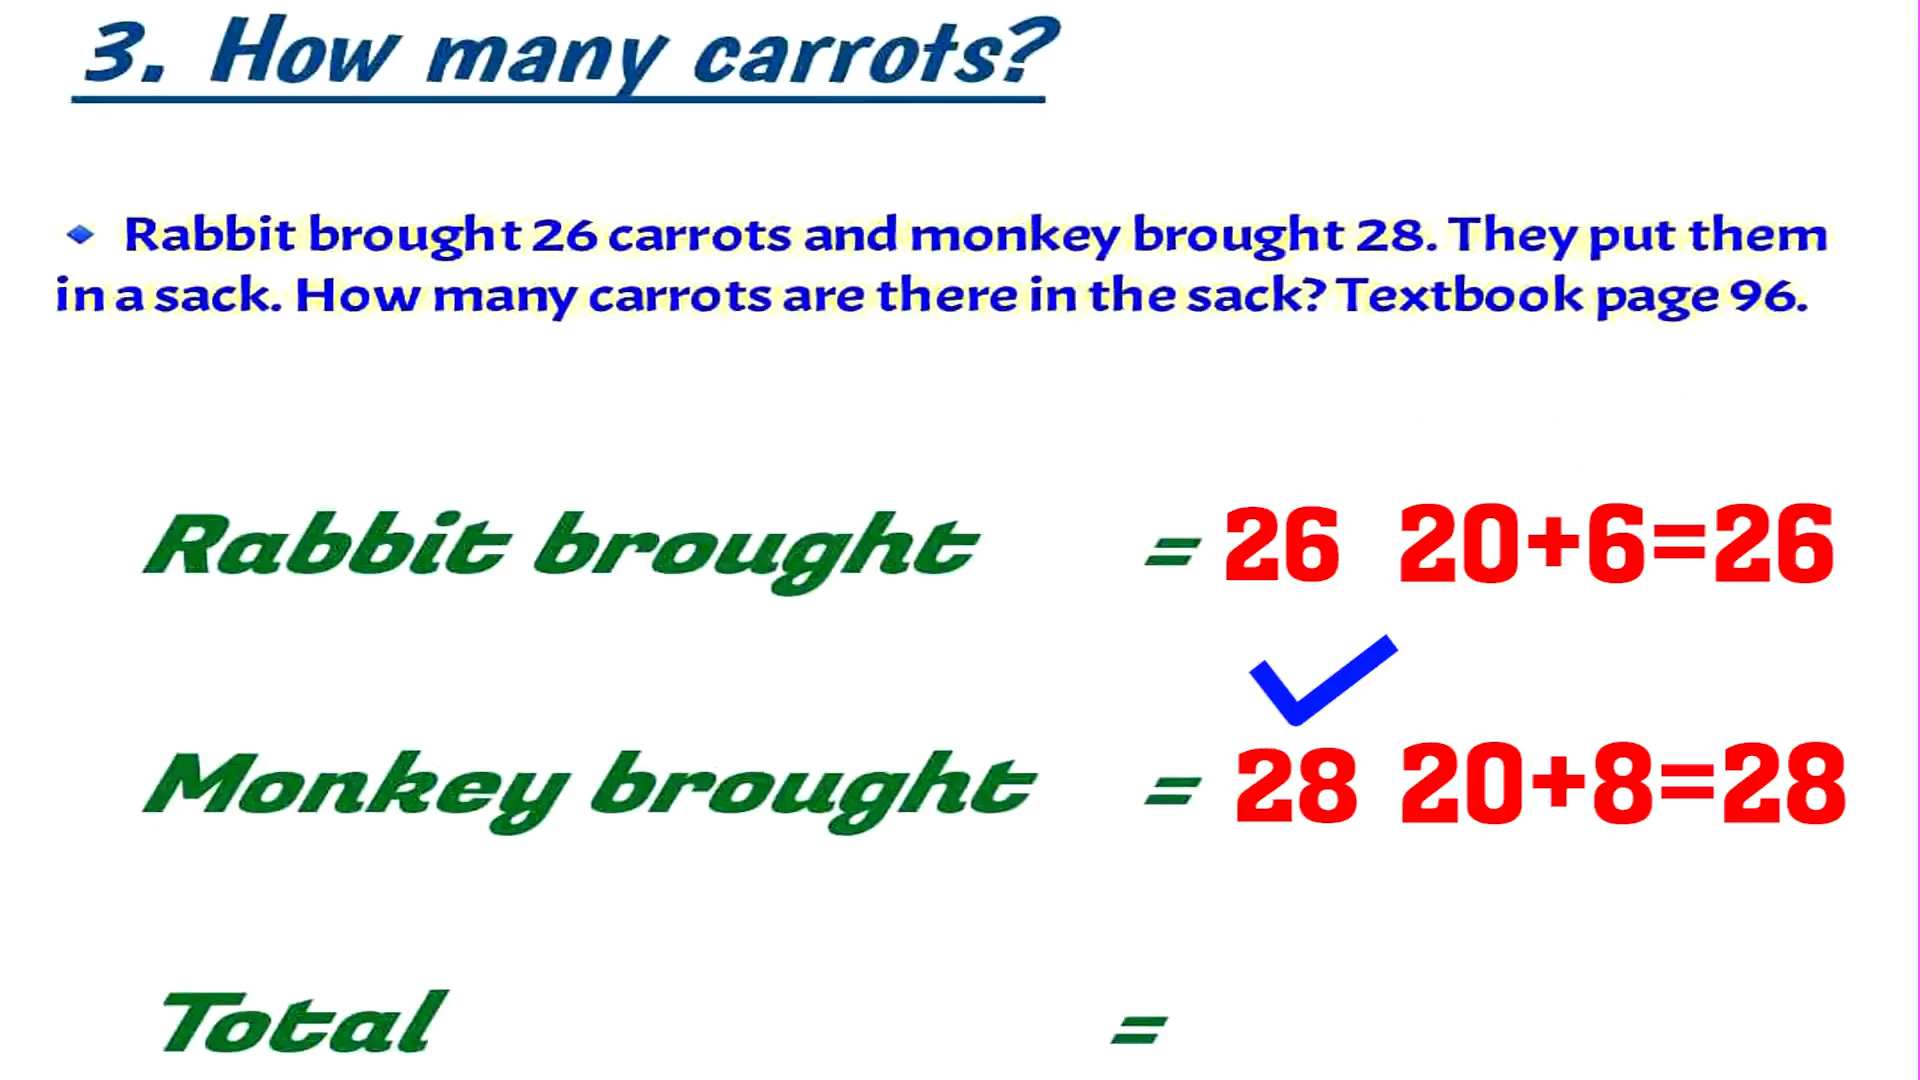 3. How many carrots?
Rabbit brought 26 carrots and monkey brought 28. They put them
in a sack. How many carrots are there in the sack? Textbook page 96.
Rabbit brought = 26 20+6=26
Monkey brought = 28 20+8=28
Total =